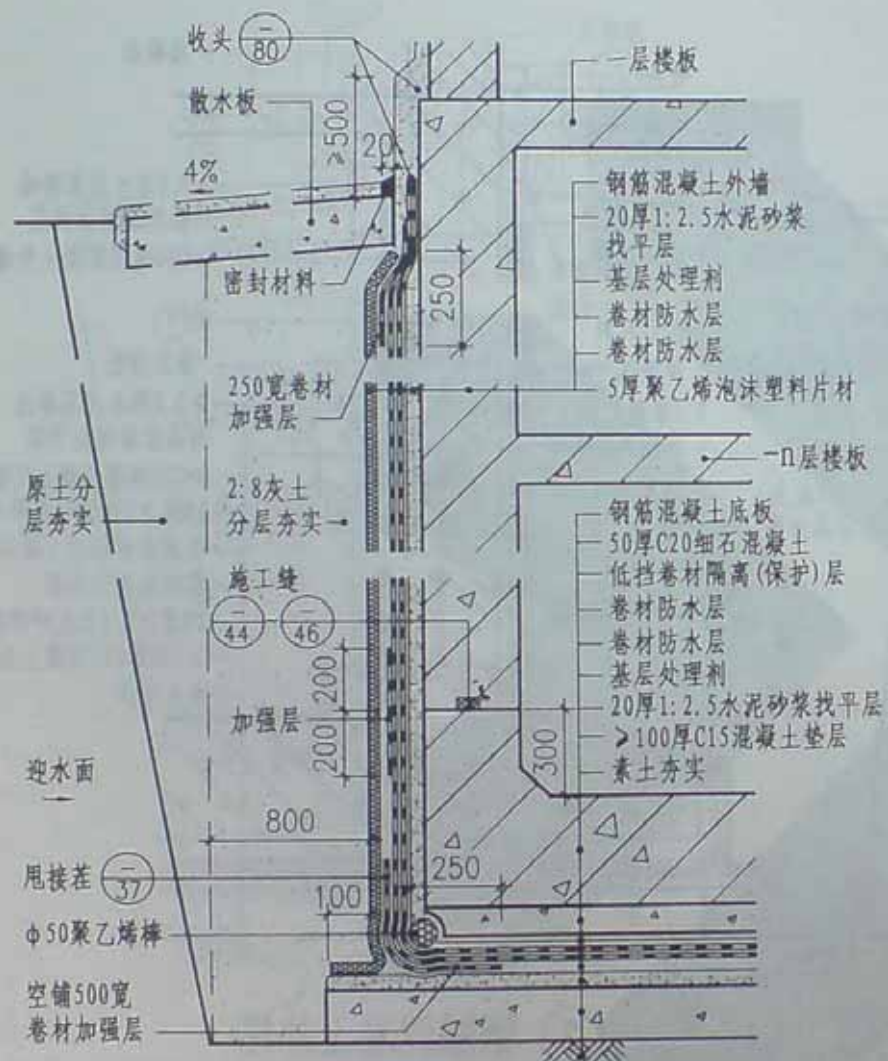 收头
-
80
一层楼板
散水板
≥500
20
4%
钢筋混凝土外墙
20厚1:2.5水泥砂浆
找平层
密封材料
基层处理剂
250
卷材防水层
卷材防水层
250宽卷材
加强层
5厚聚乙烯泡沫塑料片材
-n层楼板
原土分
层夯实
2:8灰土
分层夯实
钢筋混凝土底板
50厚C20细石混凝土
低挡卷材隔离(保护)层
施工缝
-
44
-
46
卷材防水层
卷材防水层
基层处理剂
200
加强层
200
20厚1:2.5水泥砂浆找平层
≥100厚C15混凝土垫层
素土夯实
300
迎水面
800
甩接茬
-
37
250
100
φ50聚乙烯棒
空铺500宽
卷材加强层